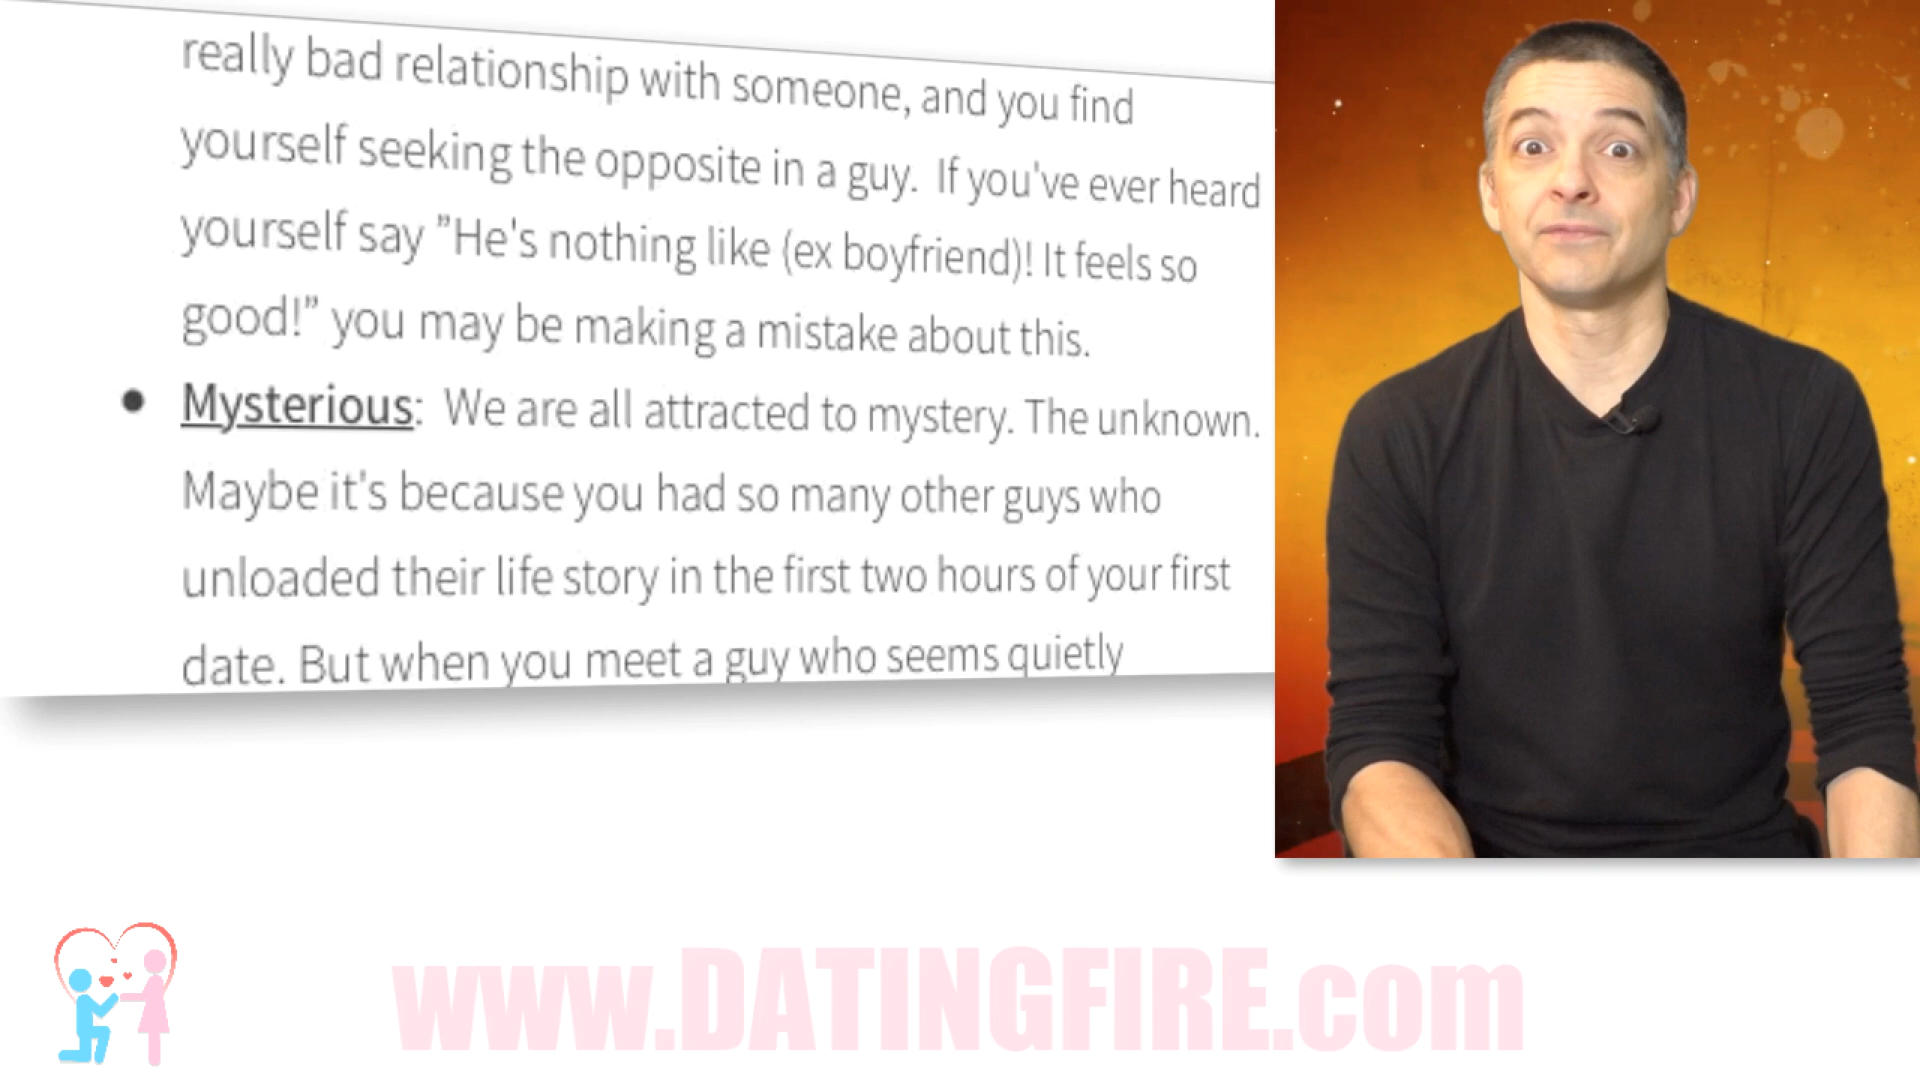 really bad relationship with someone, and you find
yourself seeking the opposite in a guy. If you've ever heard
yourself say ”He's nothing like (ex boyfriend)! It feels so
good!” you may be making a mistake about this.
• Mysterious: We are all attracted to mystery. The unknown.
Maybe it's because you had so many other guys who
unloaded their life story in the first two hours of your first
date. But when you meet a guy who seems quietly
www.DATINGFIRE.com